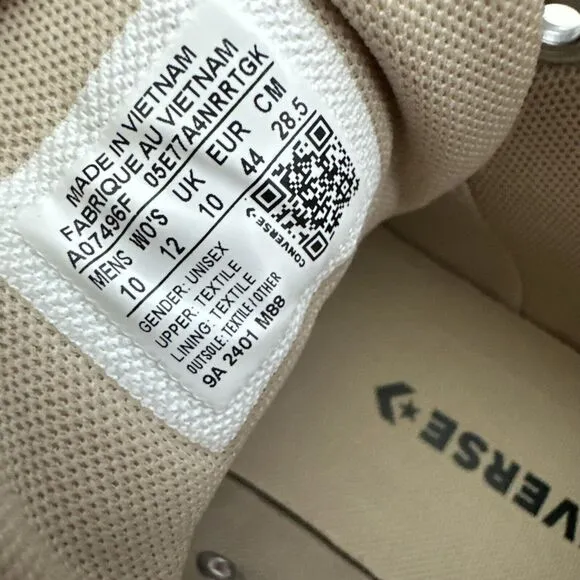 MADE IN VIETNAM
FABRIQUE AU VIETNAM
A07496F 05E77A4NRRTGK
MENS WO'S UK EUR CM
10 12 10 44 28.5
GENDER: UNISEX
UPPER: TEXTILE
LINING: TEXTILE
OUTSOLE: TEXTILE / OTHER
9A 2401 M88
CONVERSE
VERSE